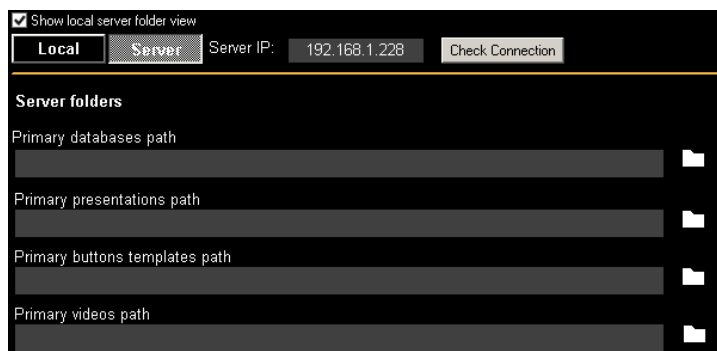 Show local server folder view
Local Server Server IP: 192.168.1.228 Check Connection
Server folders
Primary databases path
Primary presentations path
Primary buttons templates path
Primary videos path